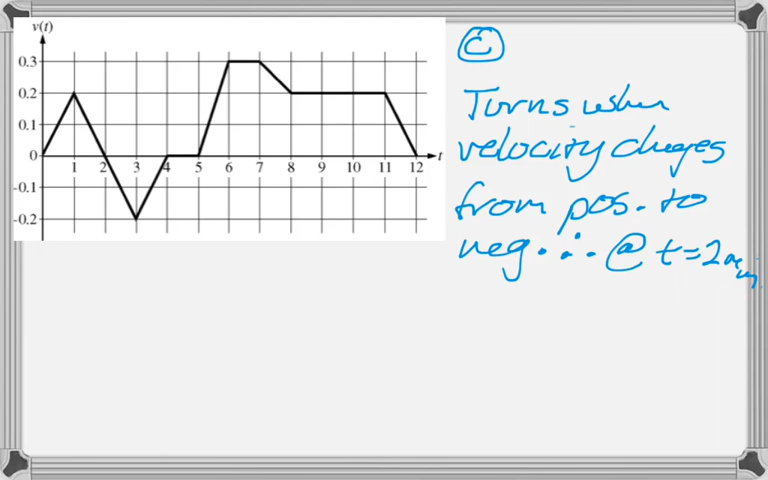 v(t)
0.3
0.2
0.1
0
-0.1
-0.2
1 2 3 4 5 6 7 8 9 10 11 12 t
C
Turns when
velocity changes
from pos. to
neg. ∴ @ t=2